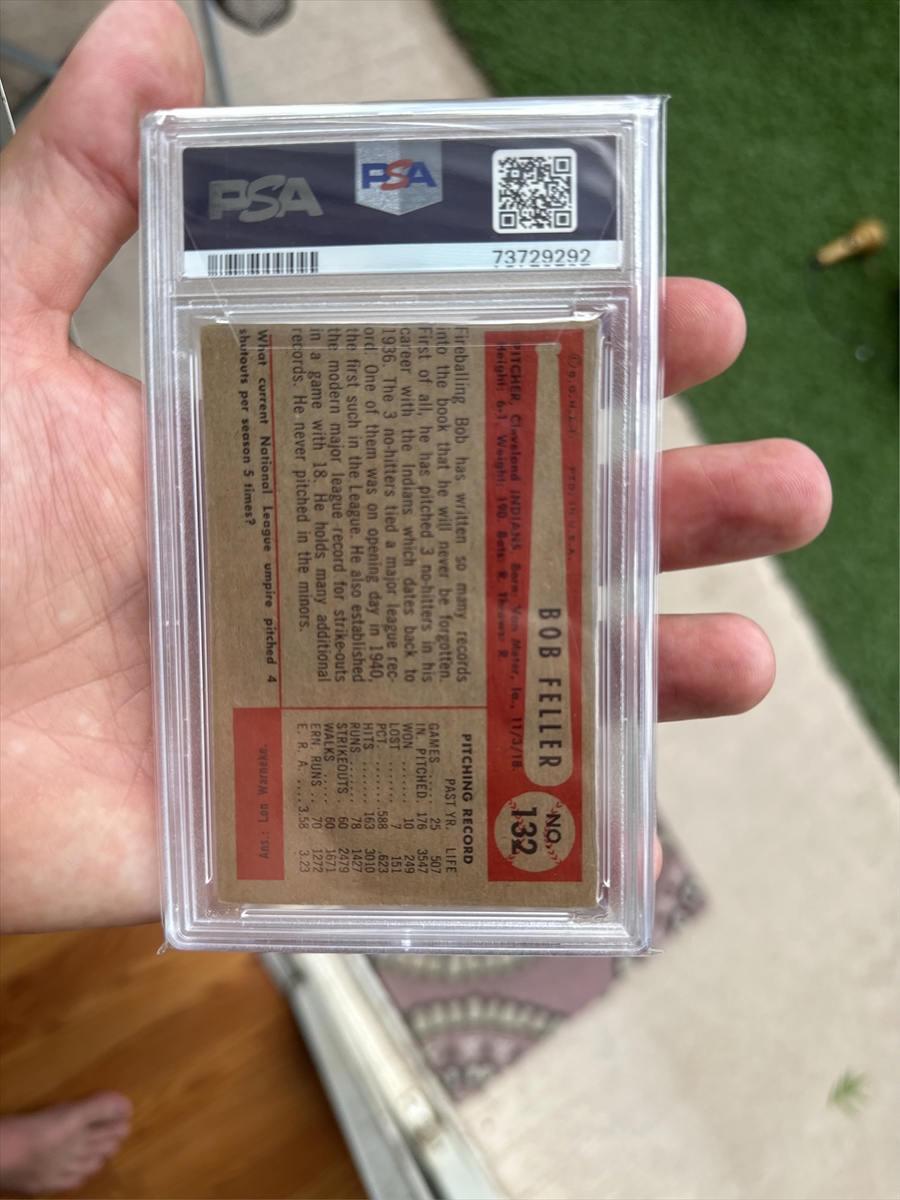 PSA
PSA
73729292
© B.G.H.L.I. PTD. IN U.S.A.
BOB FELLER
NO.
132
PITCHER, Cleveland INDIANS. Born: Van Meter, Ia., 11/3/18.
Height: 6-1. Weight: 190. Bats: R. Throws: R.
Fireballing Bob has written so many records
into the book that he will never be forgotten.
First of all, he has pitched 3 no-hitters in his
career with the Indians which dates back to
1936. The 3 no-hitters tied a major league rec-
ord. One of them was on opening day in 1940,
the first such in the League. He also established
the modern major league record for strike-outs
in a game with 18. He holds many additional
records. He never pitched in the minors.
PITCHING RECORD
PAST YR. LIFE
GAMES ..... 25 507
IN. PITCHED. 176 3547
WON ...... 10 249
LOST ...... 7 151
PCT. ....... .588 .623
HITS ...... 163 3010
RUNS ...... 78 1427
STRIKEOUTS 60 2479
WALKS ..... 60 1671
ERN. RUNS .. 70 1272
E. R. A. .... 3.58 3.23
What current National League umpire pitched 4
shutouts per season 5 times?
Ans.: Lon Warneke.